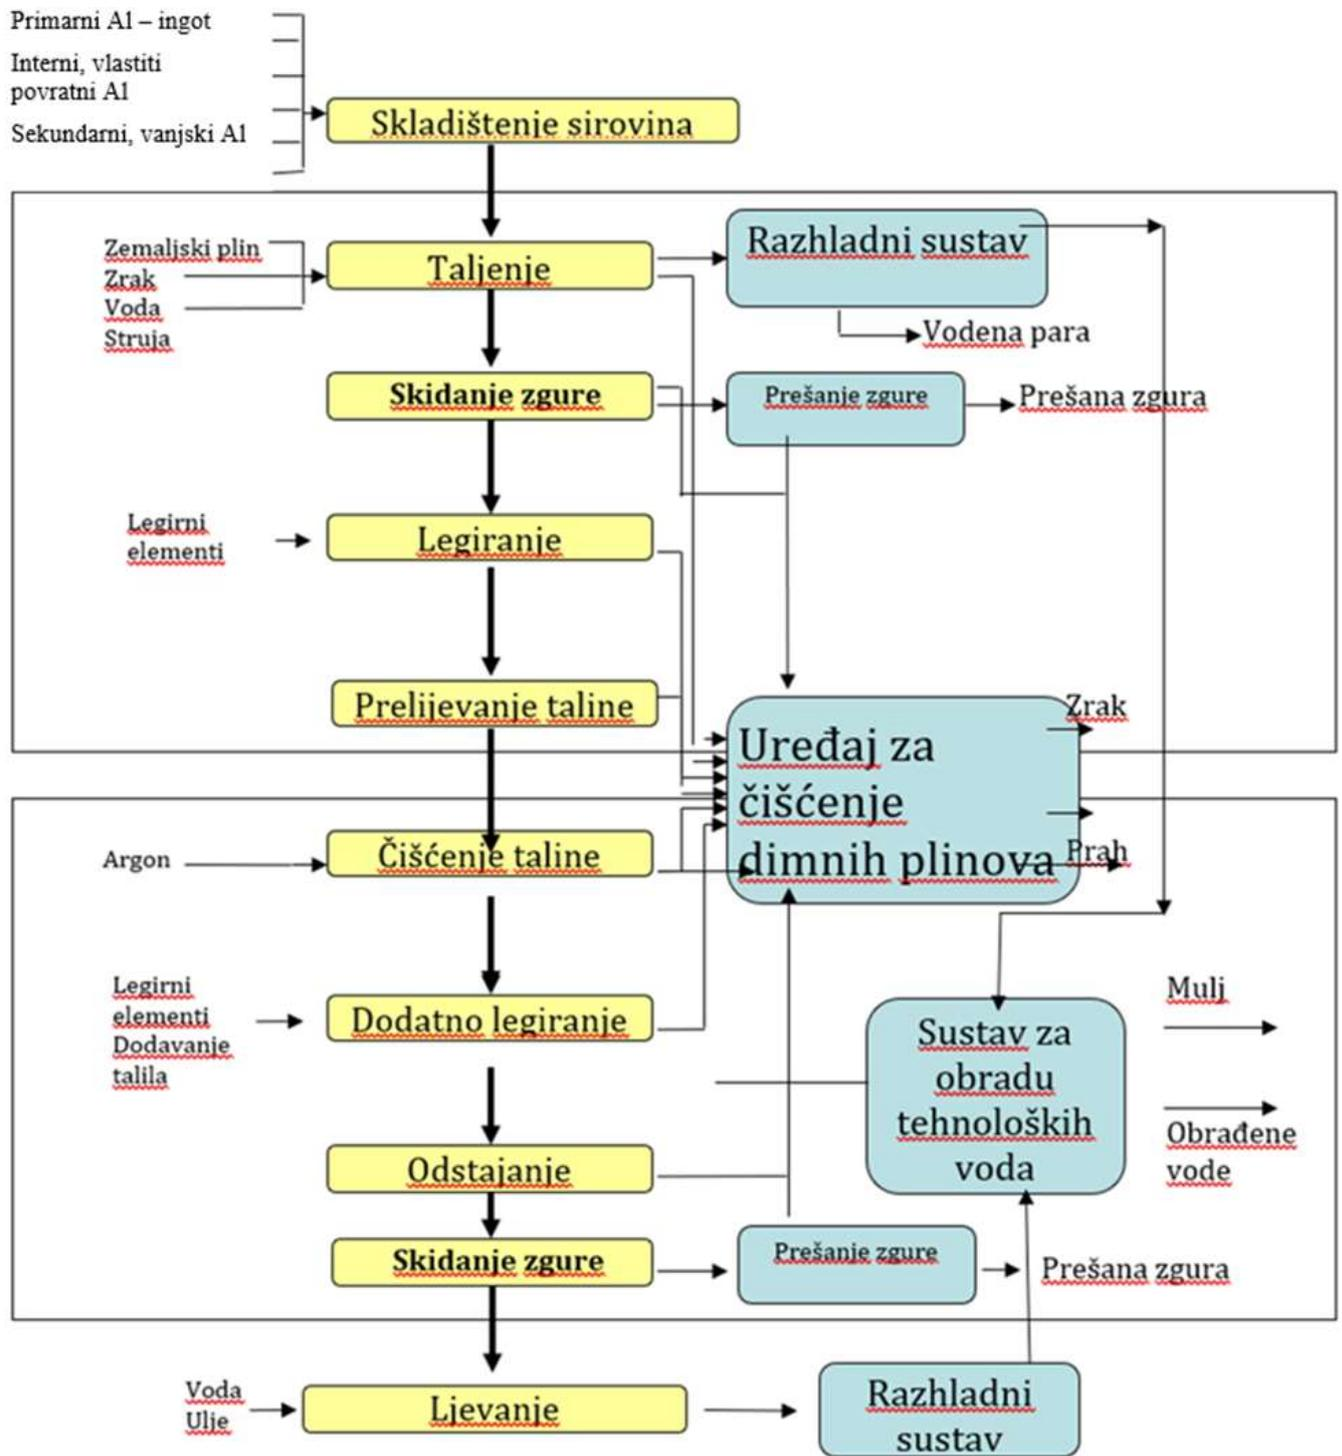 Primarni Al – ingot
Interni, vlastiti
povratni Al
Sekundarni, vanjski Al
Skladištenje sirovina
Zemaljski plin
Zrak
Voda
Struja
Taljenje
Razhladni sustav
Vodena para
Skidanje zgure
Prešanje zgure
Prešana zgura
Legirni
elementi
Legiranje
Prelijevanje taline
Uređaj za
čišćenje
dimnih plinova
Zrak
Prah
Argon
Čišćenje taline
Legirni
elementi
Dodavanje
talila
Dodatno legiranje
Sustav za
obradu
tehnoloških
voda
Mulj
Obrađene
vode
Odstajanje
Skidanje zgure
Prešanje zgure
Prešana zgura
Voda
Ulje
Ljevanje
Razhladni
sustav